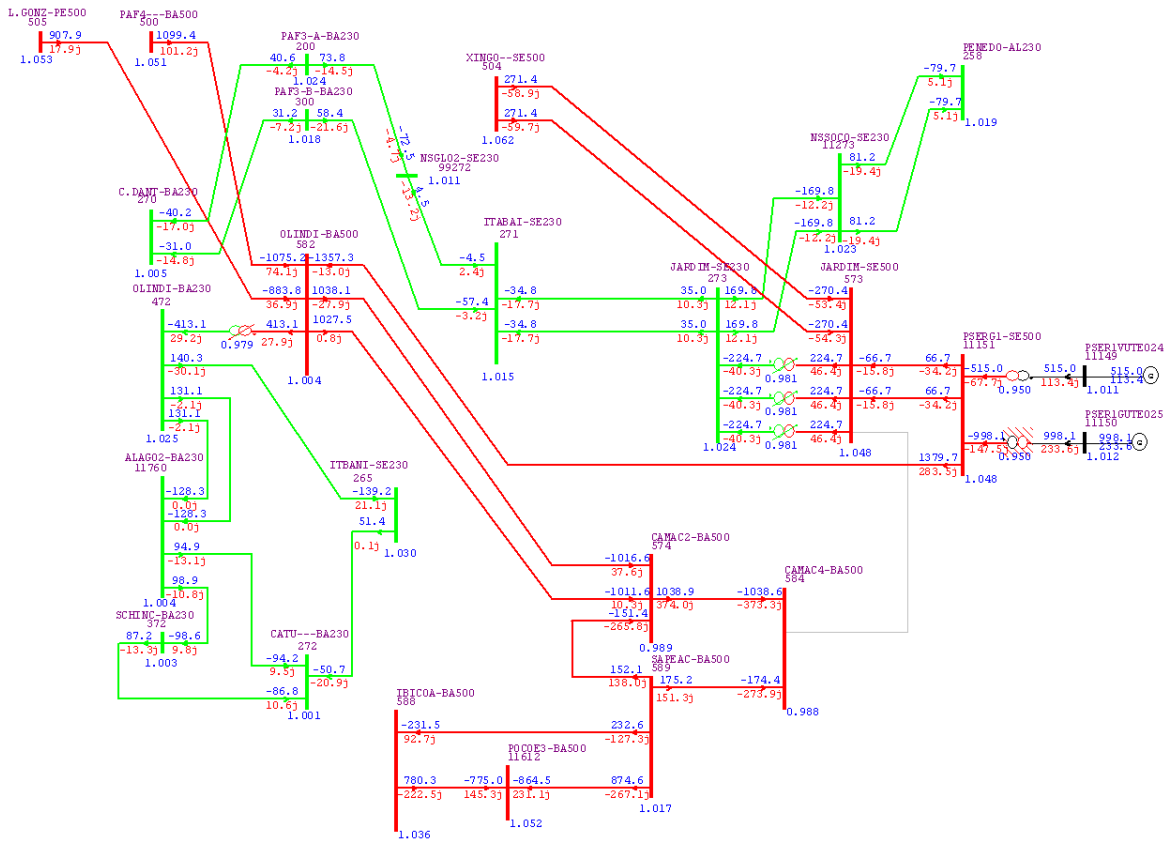 L.GONZ-PE500
505
907.9
17.9j
1.053
PAF4---BA500
500
1099.4
101.2j
1.051
PAF3-A-BA230
200
40.6
73.8
-4.2j
-14.5j
1.024
PAF3-B-BA230
300
31.2
58.4
-7.2j
-21.6j
1.018
XINGO--SE500
504
271.4
-58.9j
271.4
-59.7j
1.062
PENEDO-AL230
258
-79.7
5.1j
-79.7
5.1j
1.019
-72.5
-4.7j
NSGLO2-SE230
99272
1.011
4.5
-13.2j
NSSOCO-SE230
11273
81.2
-19.4j
-169.8
-12.2j
-169.8
-12.2j
81.2
-19.4j
1.023
C.DANT-BA230
270
-40.2
-17.0j
-31.0
-14.8j
1.005
OLINDI-BA500
582
-1075.2
-1357.3
74.1j
-13.0j
-883.8
1038.1
36.9j
-27.9j
413.1
1027.5
27.9j
0.8j
1.004
ITABAI-SE230
271
-4.5
2.4j
-57.4
-3.2j
-34.8
-17.7j
-34.8
-17.7j
1.015
OLINDI-BA230
472
-413.1
29.2j
0.979
140.3
-30.1j
131.1
-2.1j
131.1
-2.1j
1.025
JARDIM-SE230
273
35.0
169.8
10.3j
12.1j
35.0
169.8
10.3j
12.1j
-224.7
-40.3j
0.981
-224.7
-40.3j
0.981
-224.7
-40.3j
0.981
1.024
JARDIM-SE500
573
-270.4
-53.4j
-270.4
-54.3j
224.7
-66.7
46.4j
-15.8j
224.7
-66.7
46.4j
-15.8j
224.7
46.4j
1.048
PSERG1-SE500
11151
66.7
-34.2j
66.7
-34.2j
-515.0
-67.7j
0.950
-998.1
-147.5j
0.950
1379.7
283.5j
1.048
PSER1VUTE024
11149
515.0
113.4j
515.0
113.4
1.011
PSER1GUTE025
11150
998.1
233.6j
998.1
233.6
1.012
ALAGO2-BA230
11760
-128.3
0.0j
-128.3
0.0j
94.9
-13.1j
98.9
-10.8j
1.004
ITBANI-SE230
265
-139.2
21.1j
51.4
0.1j
1.030
SCHINC-BA230
372
87.2
-98.6
-13.3j
9.8j
1.003
CATU---BA230
272
-94.2
-50.7
9.5j
-20.9j
-86.8
10.6j
1.001
CAMAC2-BA500
574
-1016.6
37.6j
-1011.6
1038.9
10.3j
374.0j
-151.4
-265.8j
0.989
CAMAC4-BA500
584
-1038.6
-373.3j
-174.4
-273.9j
0.988
SAPEAC-BA500
589
152.1
175.2
138.0j
151.3j
232.6
-127.3j
874.6
-267.1j
1.017
IBICOA-BA500
588
-231.5
92.7j
780.3
-222.5j
1.036
POCOE3-BA500
11612
-775.0
-864.5
145.3j
231.1j
1.052